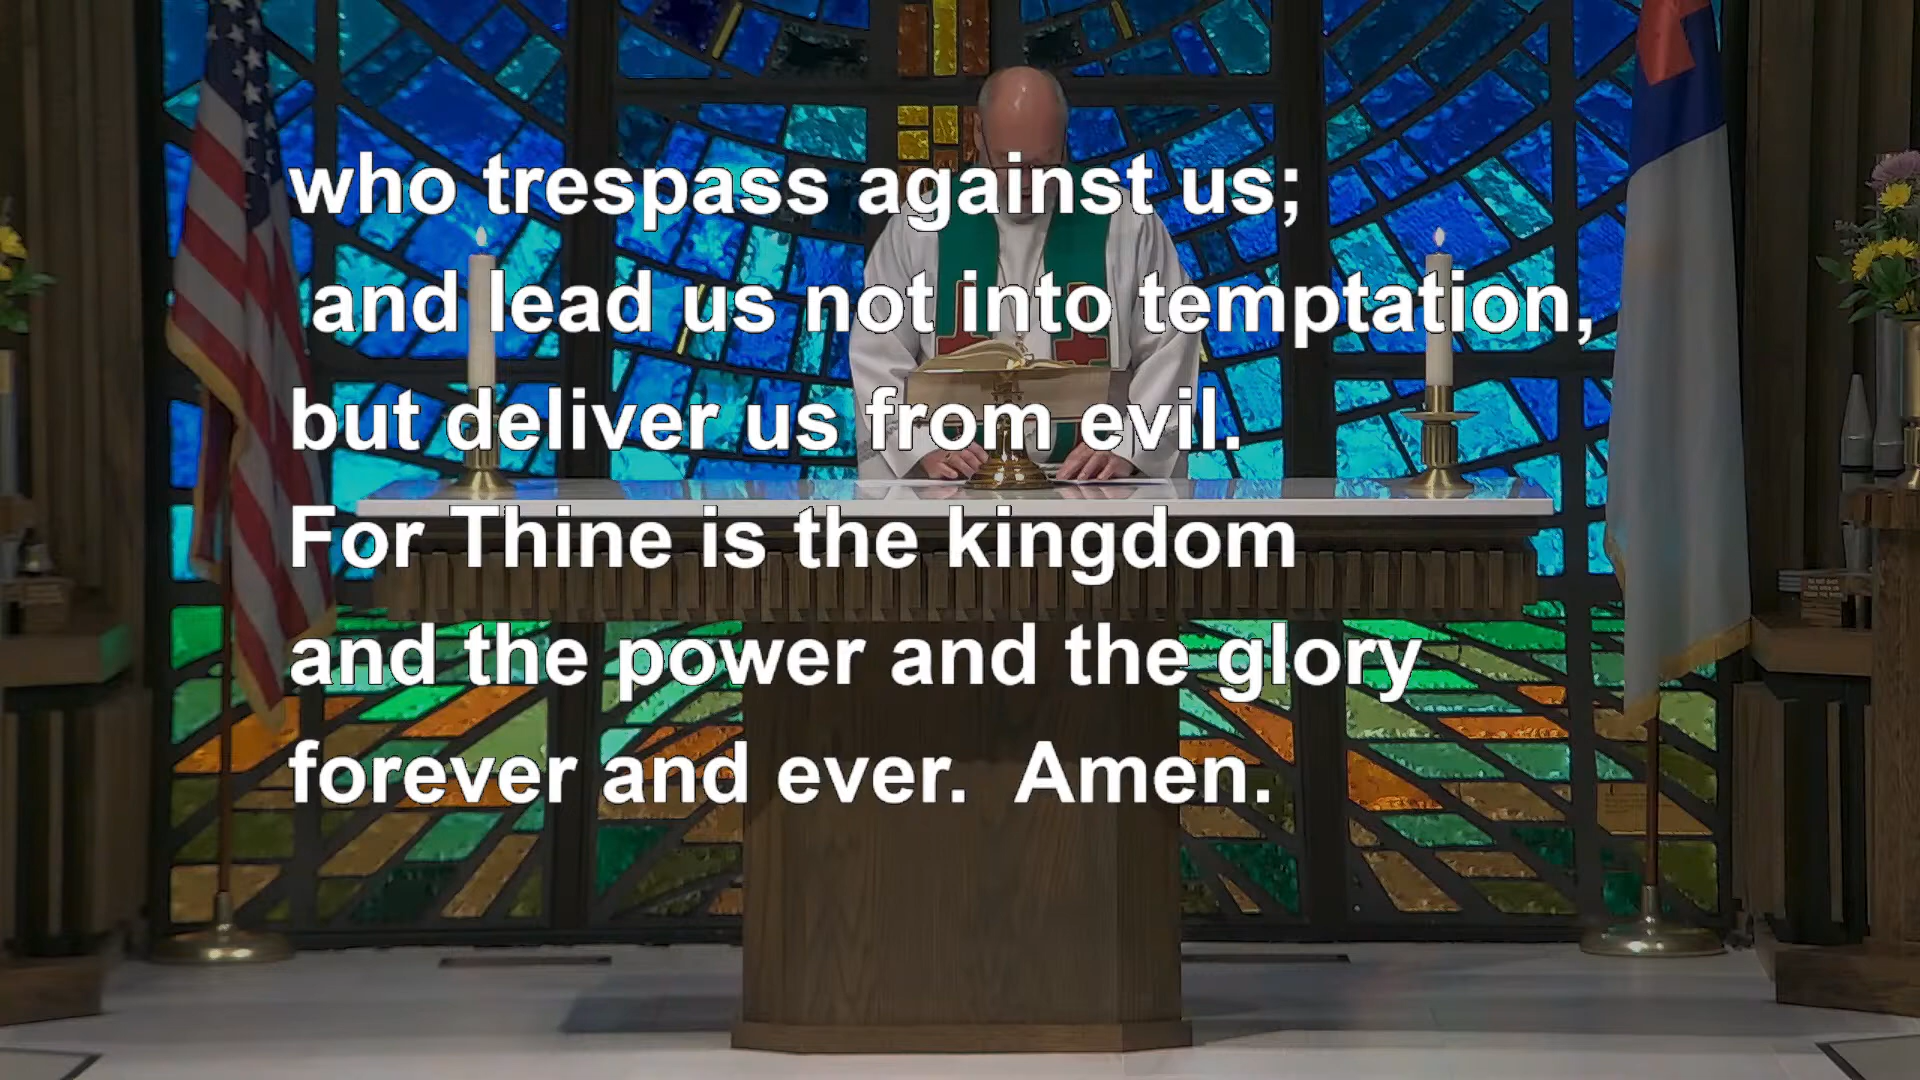 who trespass against us;
and lead us not into temptation,
but deliver us from evil.
For Thine is the kingdom
and the power and the glory
forever and ever.  Amen.